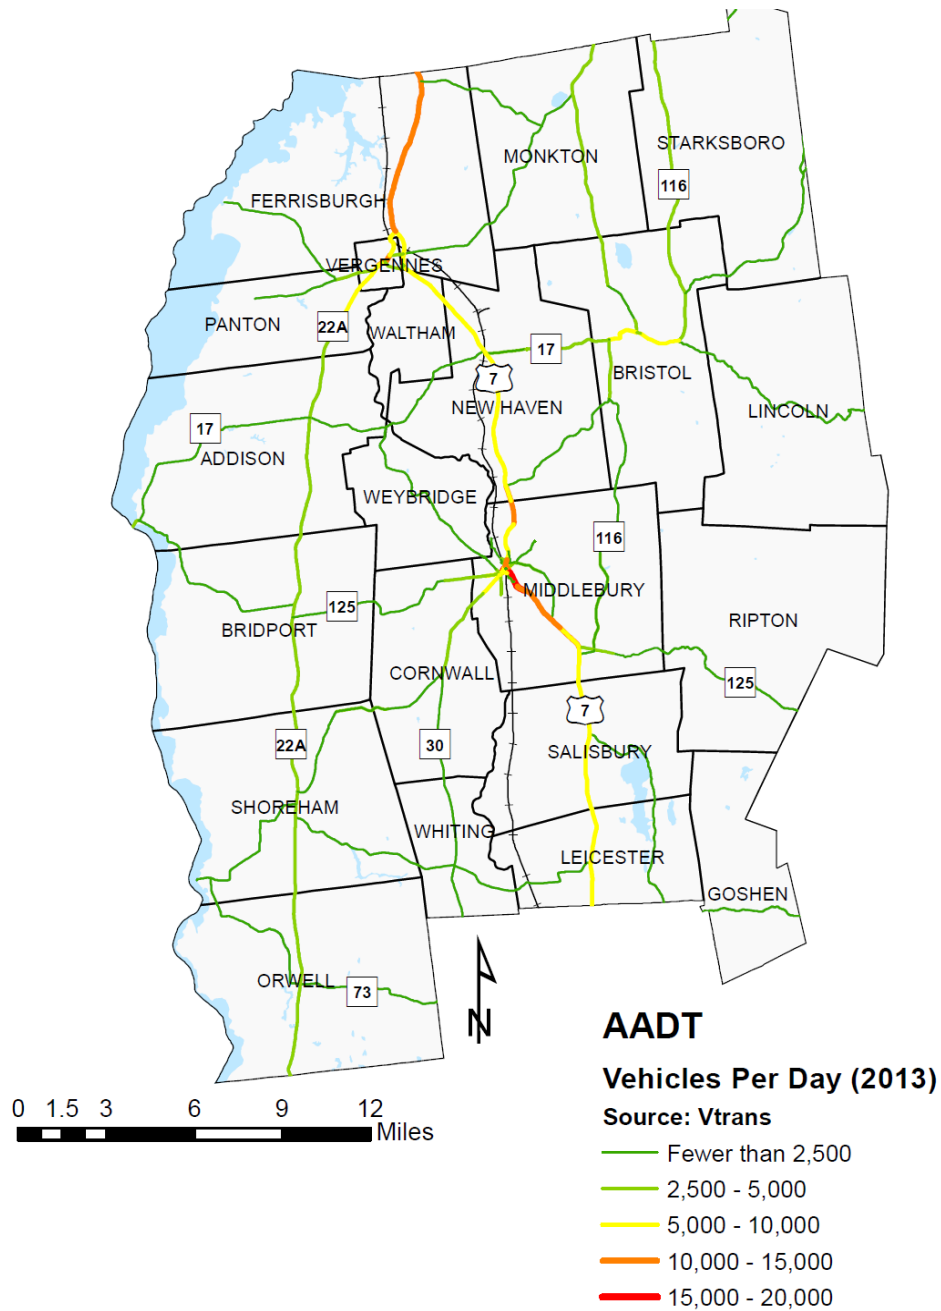 STARKSBORO
MONKTON
116
FERRISBURGH
VERGENNES
PANTON
22A
WALTHAM
17
BRISTOL
7
NEW HAVEN
LINCOLN
17
ADDISON
WEYBRIDGE
116
MIDDLEBURY
125
BRIDPORT
RIPTON
CORNWALL
125
7
30
22A
SALISBURY
SHOREHAM
WHITING
LEICESTER
GOSHEN
ORWELL
73
N
AADT
Vehicles Per Day (2013)
Source: Vtrans
Fewer than 2,500
2,500 - 5,000
5,000 - 10,000
10,000 - 15,000
15,000 - 20,000
0 1.5 3 6 9 12
Miles